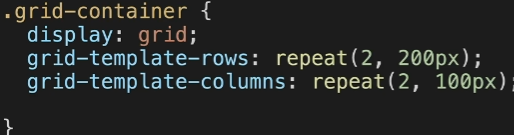 .grid-container {
display: grid;
grid-template-rows: repeat(2, 200px);
grid-template-columns: repeat(2, 100px);
}